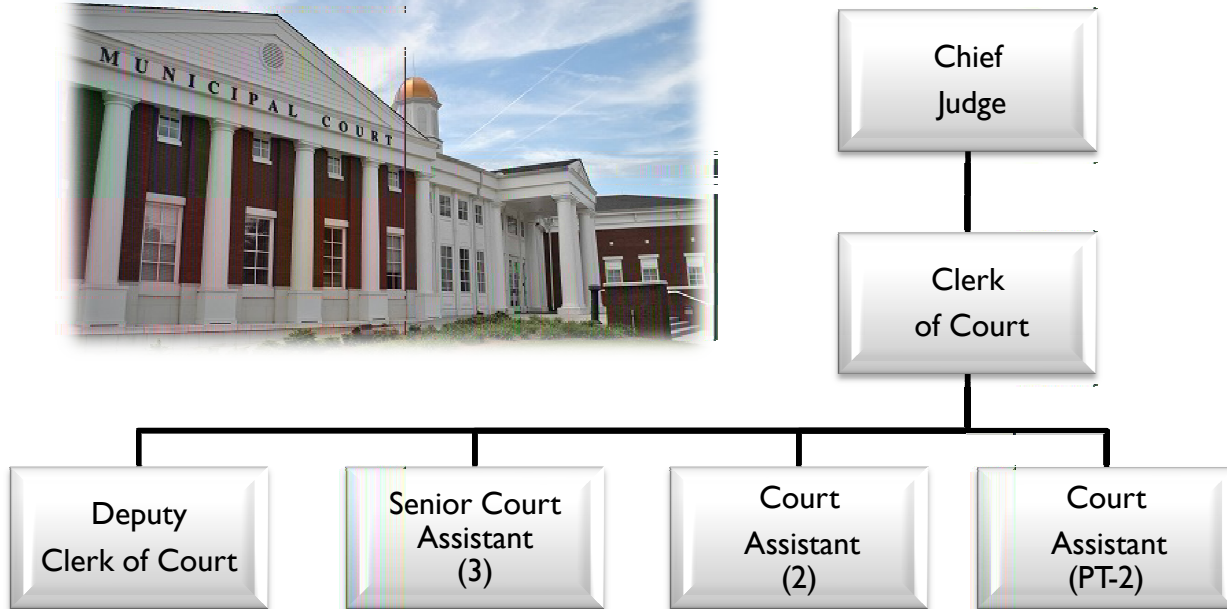 MUNICIPAL COURT
Chief
Judge
Clerk
of Court
Deputy
Clerk of Court
Senior Court
Assistant
(3)
Court
Assistant
(2)
Court
Assistant
(PT-2)